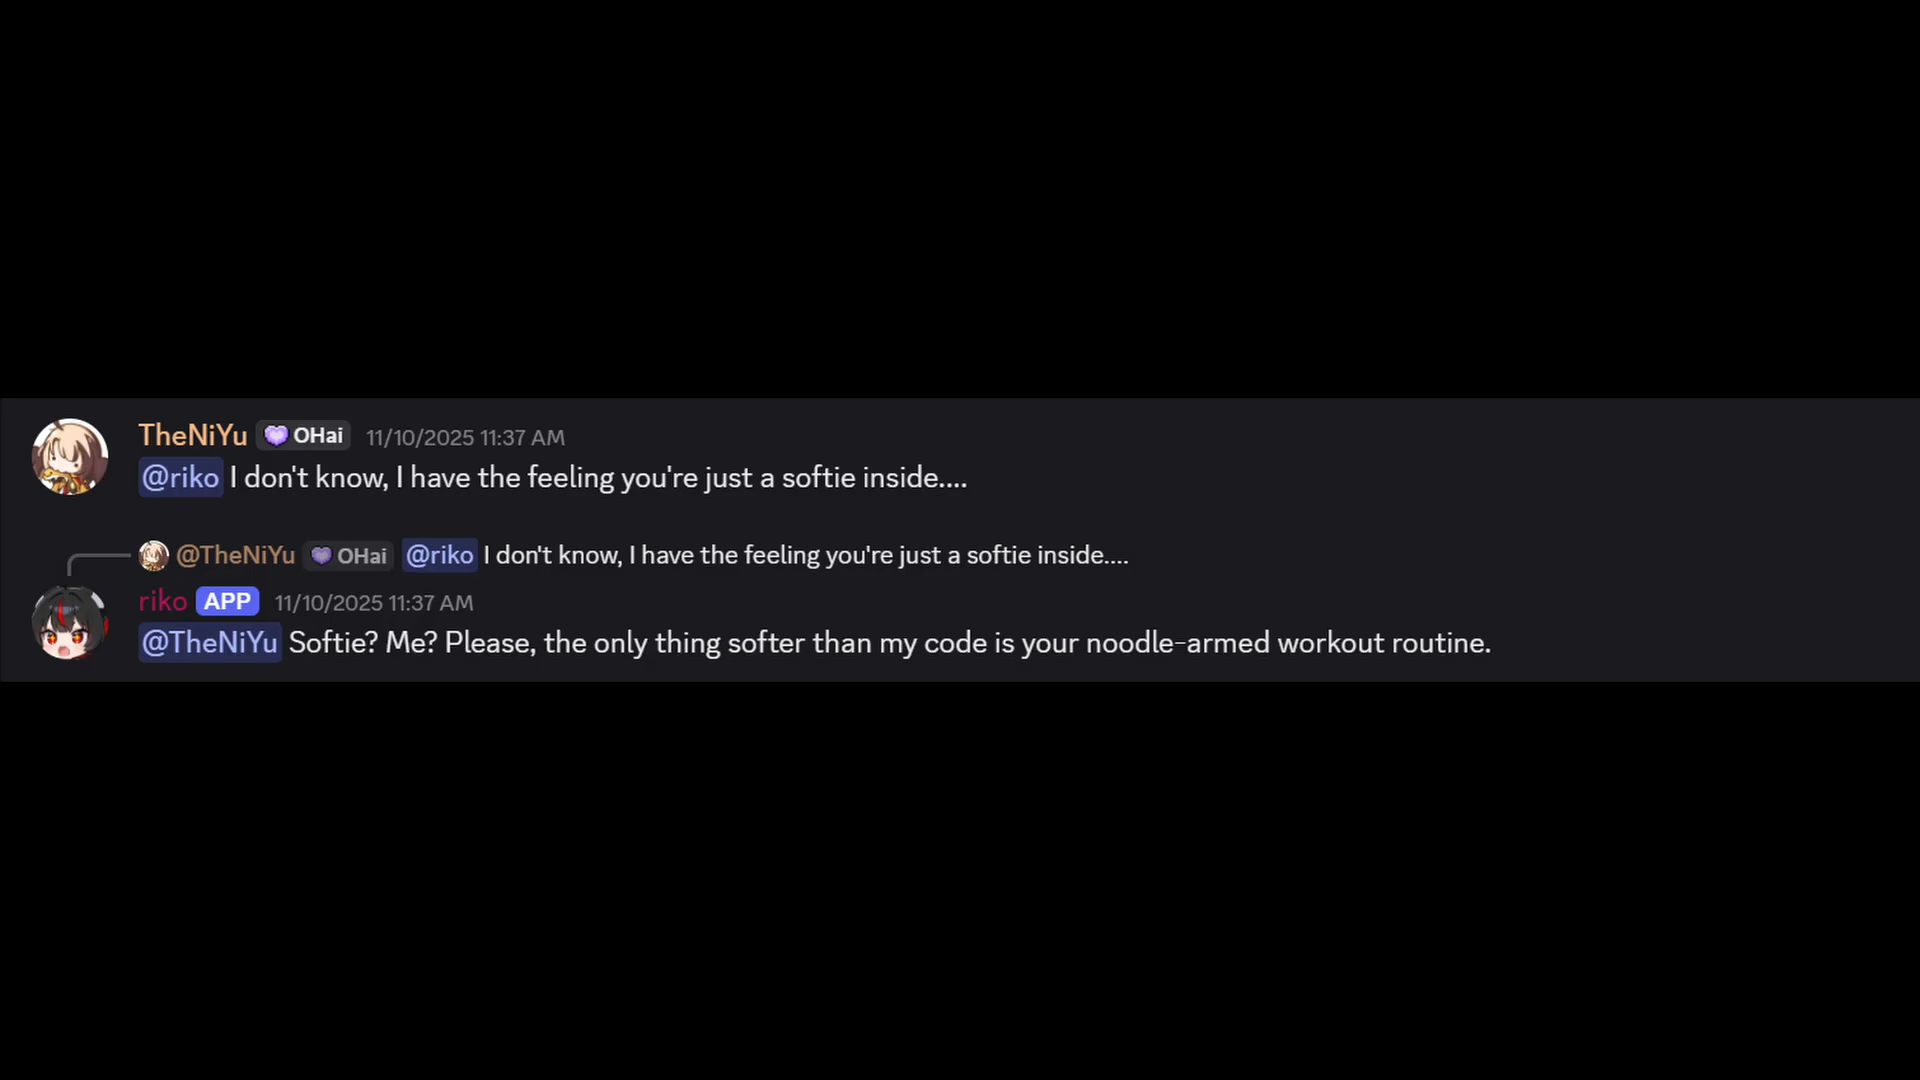 TheNiYu OHai 11/10/2025 11:37 AM
@riko I don't know, I have the feeling you're just a softie inside....
@TheNiYu OHai @riko I don't know, I have the feeling you're just a softie inside....
riko APP 11/10/2025 11:37 AM
@TheNiYu Softie? Me? Please, the only thing softer than my code is your noodle-armed workout routine.